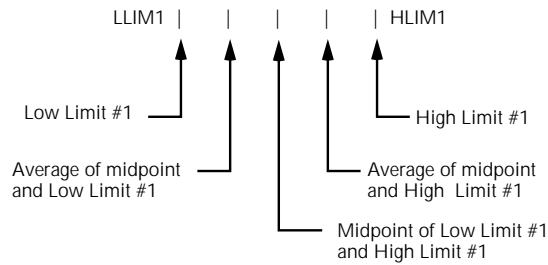 LLIM1 | | | | | HLIM1
Low Limit #1
High Limit #1
Average of midpoint
and Low Limit #1
Average of midpoint
and High Limit #1
Midpoint of Low Limit #1
and High Limit #1